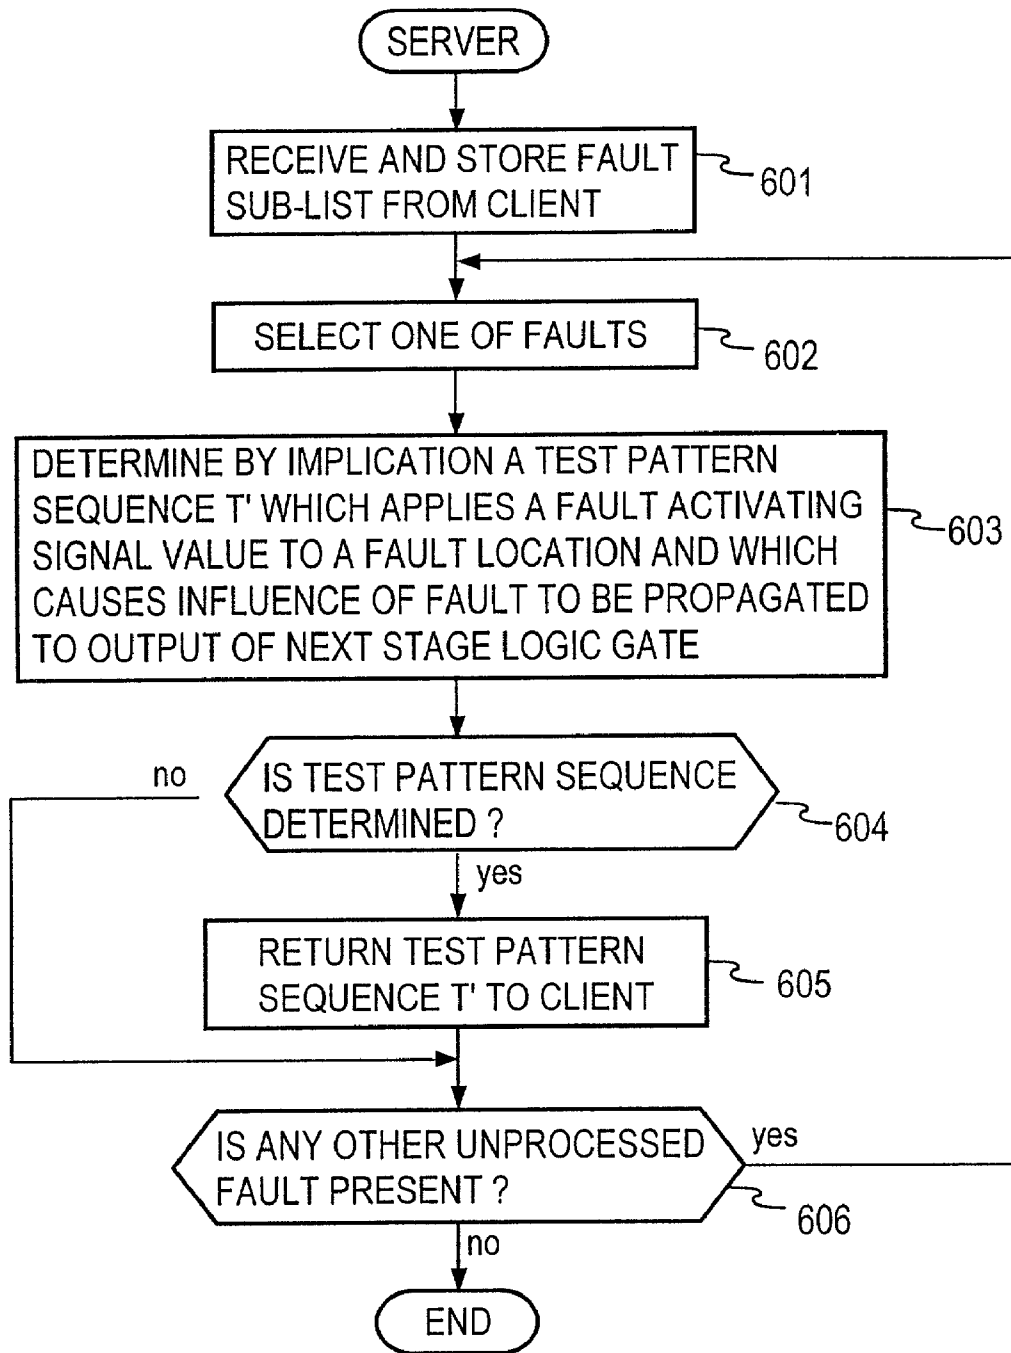 SERVER
RECEIVE AND STORE FAULT
SUB-LIST FROM CLIENT
601
SELECT ONE OF FAULTS
602
DETERMINE BY IMPLICATION A TEST PATTERN
SEQUENCE T' WHICH APPLIES A FAULT ACTIVATING
SIGNAL VALUE TO A FAULT LOCATION AND WHICH
CAUSES INFLUENCE OF FAULT TO BE PROPAGATED
TO OUTPUT OF NEXT STAGE LOGIC GATE
603
no
IS TEST PATTERN SEQUENCE
DETERMINED ?
604
yes
RETURN TEST PATTERN
SEQUENCE T' TO CLIENT
605
IS ANY OTHER UNPROCESSED
FAULT PRESENT ?
yes
606
no
END